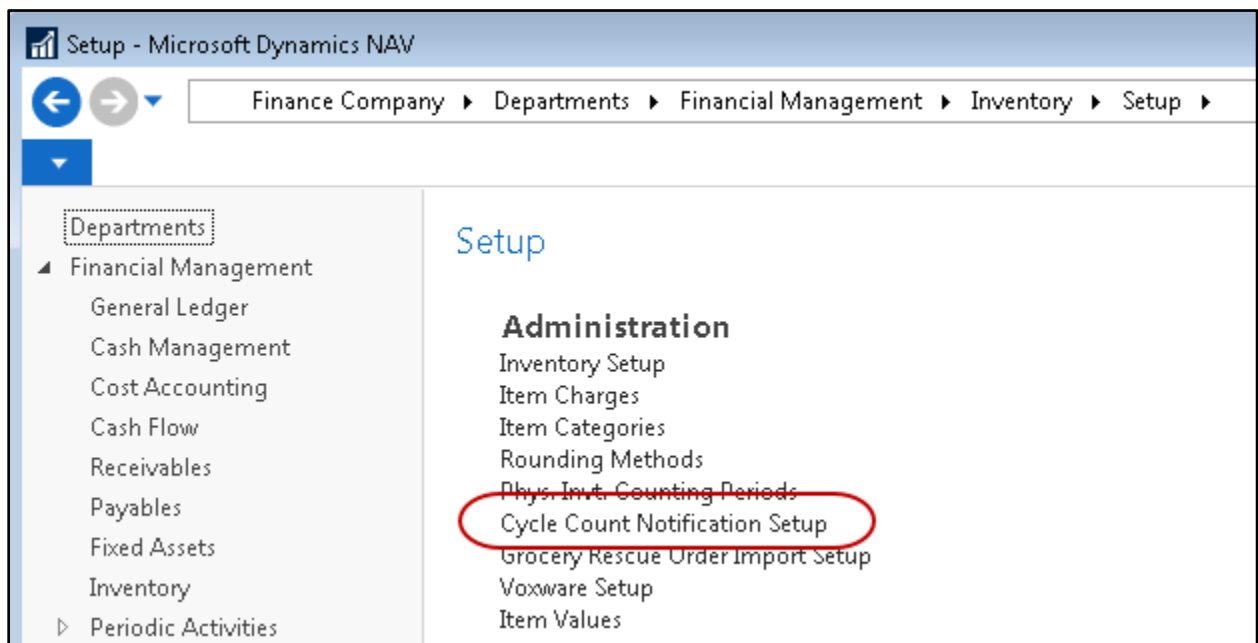 Setup - Microsoft Dynamics NAV
Finance Company ▸ Departments ▸ Financial Management ▸ Inventory ▸ Setup ▸
Departments
Financial Management
General Ledger
Cash Management
Cost Accounting
Cash Flow
Receivables
Payables
Fixed Assets
Inventory
Periodic Activities
Setup
Administration
Inventory Setup
Item Charges
Item Categories
Rounding Methods
Phys. Invt. Counting Periods
Cycle Count Notification Setup
Grocery Rescue Order Import Setup
Voxware Setup
Item Values